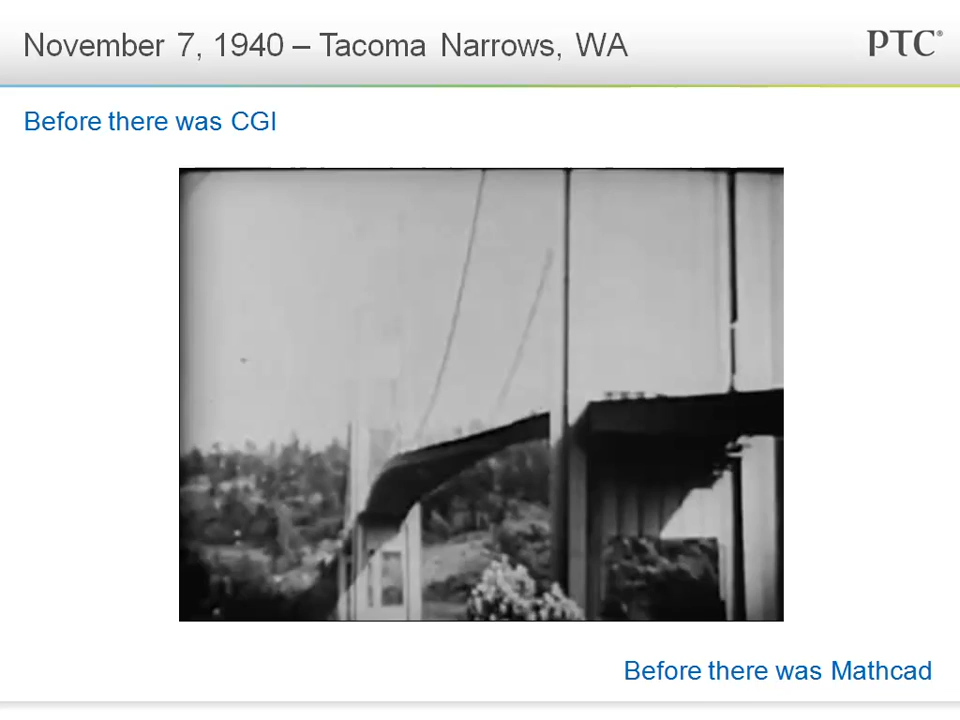 November 7, 1940 – Tacoma Narrows, WA
PTC®
Before there was CGI
Before there was Mathcad